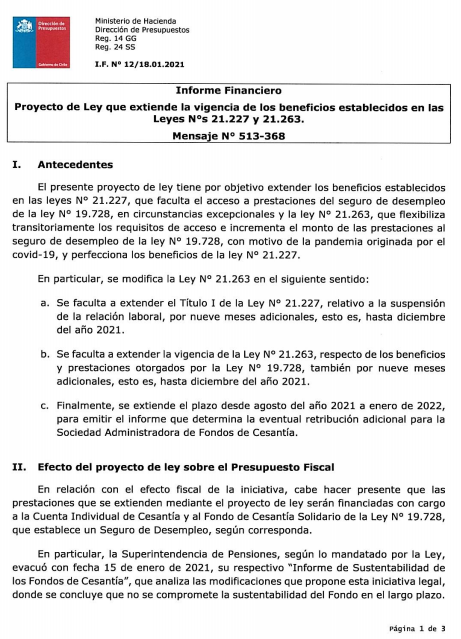 Dirección de
Presupuestos
Gobierno de Chile
Ministerio de Hacienda
Dirección de Presupuestos
Reg. 14 GG
Reg. 24 SS
I.F. Nº 12/18.01.2021
Informe Financiero
Proyecto de Ley que extiende la vigencia de los beneficios establecidos en las
Leyes N°s 21.227 y 21.263.
Mensaje N° 513-368
I. Antecedentes
El presente proyecto de ley tiene por objetivo extender los beneficios establecidos
en las leyes N° 21.227, que faculta el acceso a prestaciones del seguro de desempleo
de la ley N° 19.728, en circunstancias excepcionales y la ley N° 21.263, que flexibiliza
transitoriamente los requisitos de acceso e incrementa el monto de las prestaciones al
seguro de desempleo de la ley N° 19.728, con motivo de la pandemia originada por el
covid-19, y perfecciona los beneficios de la ley N° 21.227.
En particular, se modifica la Ley N° 21.263 en el siguiente sentido:
a. Se faculta a extender el Título I de la Ley N° 21.227, relativo a la suspensión
de la relación laboral, por nueve meses adicionales, esto es, hasta diciembre
del año 2021.
b. Se faculta a extender la vigencia de la Ley N° 21.263, respecto de los beneficios
y prestaciones otorgados por la Ley N° 19.728, también por nueve meses
adicionales, esto es, hasta diciembre del año 2021.
c. Finalmente, se extiende el plazo desde agosto del año 2021 a enero de 2022,
para emitir el informe que determina la eventual retribución adicional para la
Sociedad Administradora de Fondos de Cesantía.
II. Efecto del proyecto de ley sobre el Presupuesto Fiscal
En relación con el efecto fiscal de la iniciativa, cabe hacer presente que las
prestaciones que se extienden mediante el proyecto de ley serán financiadas con cargo
a la Cuenta Individual de Cesantía y al Fondo de Cesantía Solidario de la Ley N° 19.728,
que establece un Seguro de Desempleo, según corresponda.
En particular, la Superintendencia de Pensiones, según lo mandatado por la Ley,
evacuó con fecha 15 de enero de 2021, su respectivo "Informe de Sustentabilidad de
los Fondos de Cesantía", que analiza las modificaciones que propone esta iniciativa legal,
donde se concluye que no se compromete la sustentabilidad del Fondo en el largo plazo.
Página 1 de 3